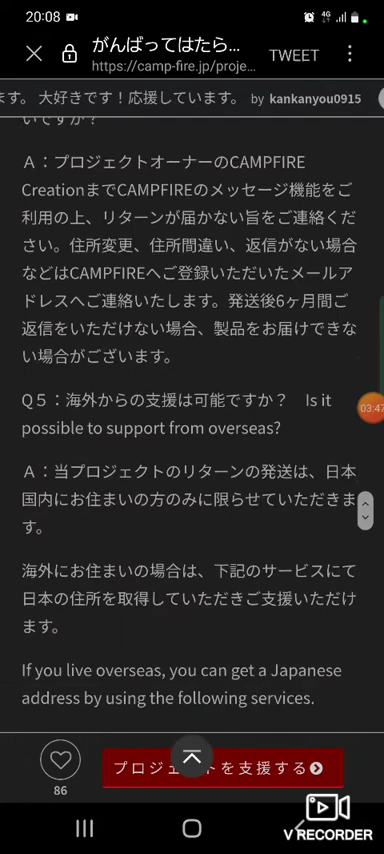 20:08
4G
がんばってはたら...
https://camp-fire.jp/proje...
TWEET
ます。 大好きです！応援しています。 by kankanyou0915
いですか？
A：プロジェクトオーナーのCAMPFIRE
CreationまでCAMPFIREのメッセージ機能をご
利用の上、リターンが届かない旨をご連絡くだ
さい。住所変更、住所間違い、返信がない場合
などはCAMPFIREへご登録いただいたメールア
ドレスへご連絡いたします。発送後6ヶ月間ご
返信をいただけない場合、製品をお届けできな
い場合がございます。
03:47
Q５：海外からの支援は可能ですか？　Is it
possible to support from overseas?
A：当プロジェクトのリターンの発送は、日本
国内にお住まいの方のみに限らせていただきま
す。
海外にお住まいの場合は、下記のサービスにて
日本の住所を取得していただきご支援いただけ
ます。
If you live overseas, you can get a Japanese
address by using the following services.
プロジェクトを支援する
86
V RECORDER